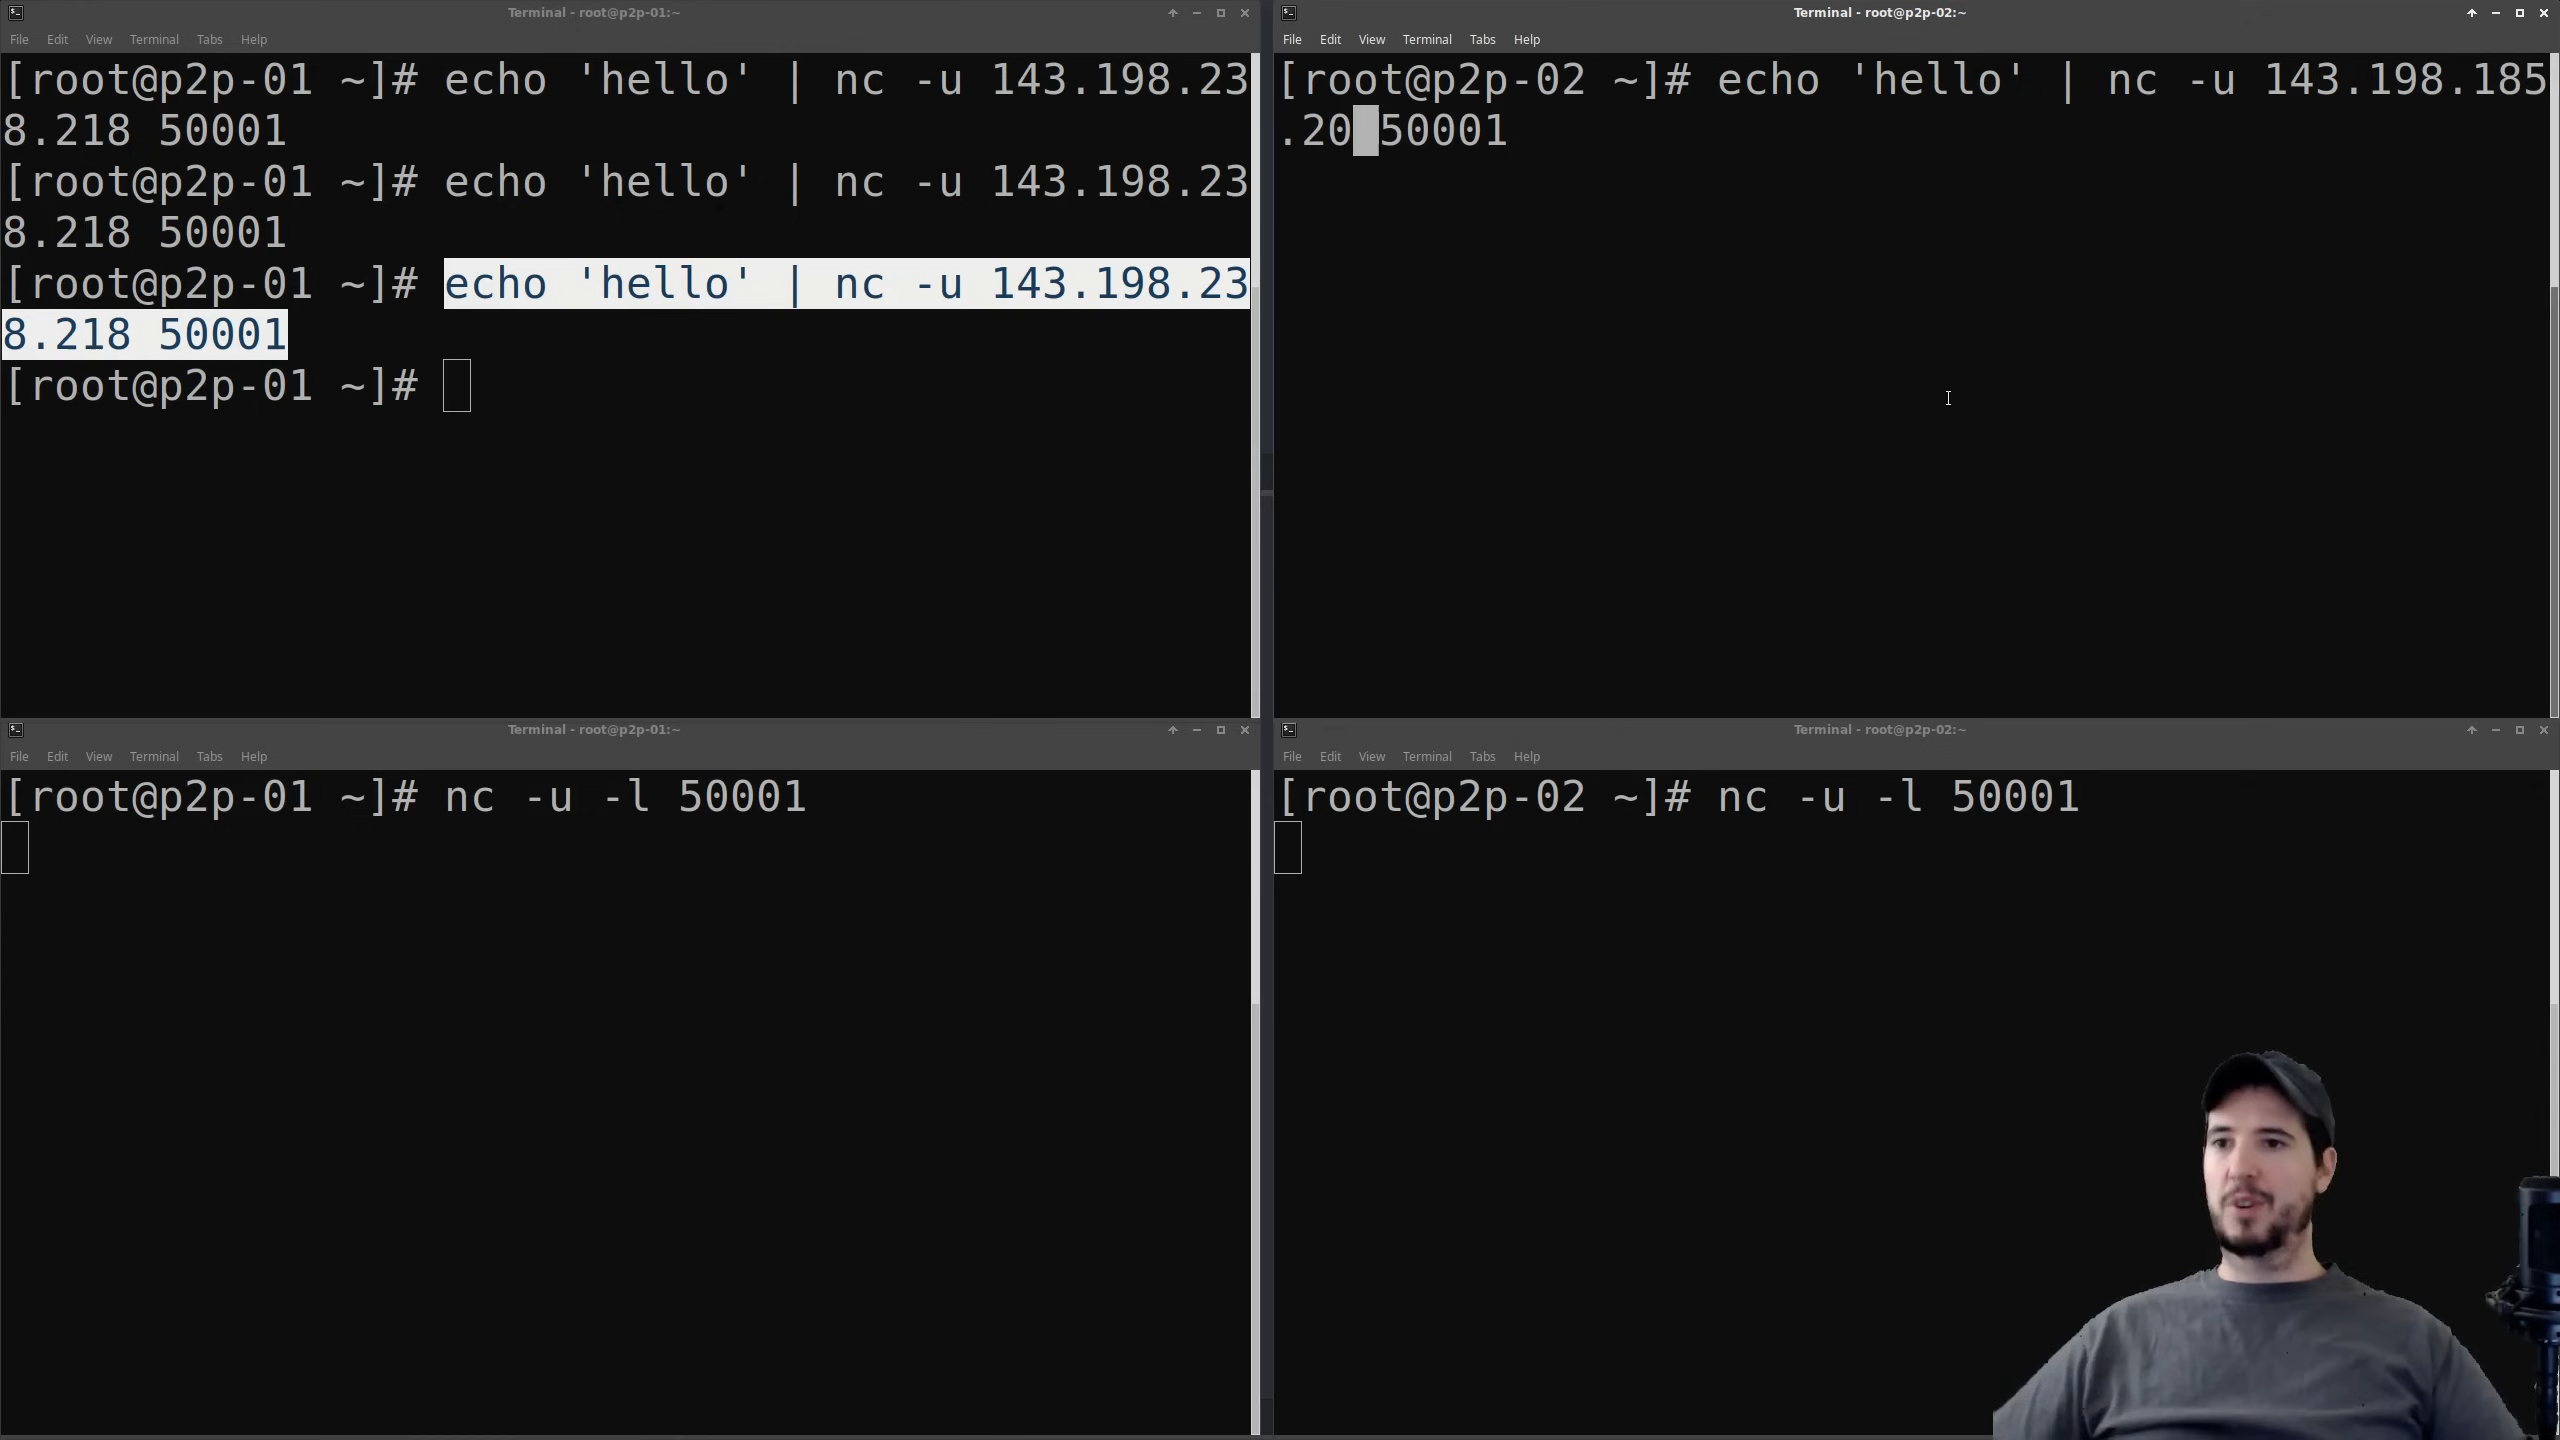 Terminal - root@p2p-01:~
File Edit View Terminal Tabs Help
[root@p2p-01 ~]# echo 'hello' | nc -u 143.198.23
8.218 50001
[root@p2p-01 ~]# echo 'hello' | nc -u 143.198.23
8.218 50001
[root@p2p-01 ~]# echo 'hello' | nc -u 143.198.23
8.218 50001
[root@p2p-01 ~]#
Terminal - root@p2p-02:~
File Edit View Terminal Tabs Help
[root@p2p-02 ~]# echo 'hello' | nc -u 143.198.185
.20 50001
Terminal - root@p2p-01:~
File Edit View Terminal Tabs Help
[root@p2p-01 ~]# nc -u -l 50001
Terminal - root@p2p-02:~
File Edit View Terminal Tabs Help
[root@p2p-02 ~]# nc -u -l 50001